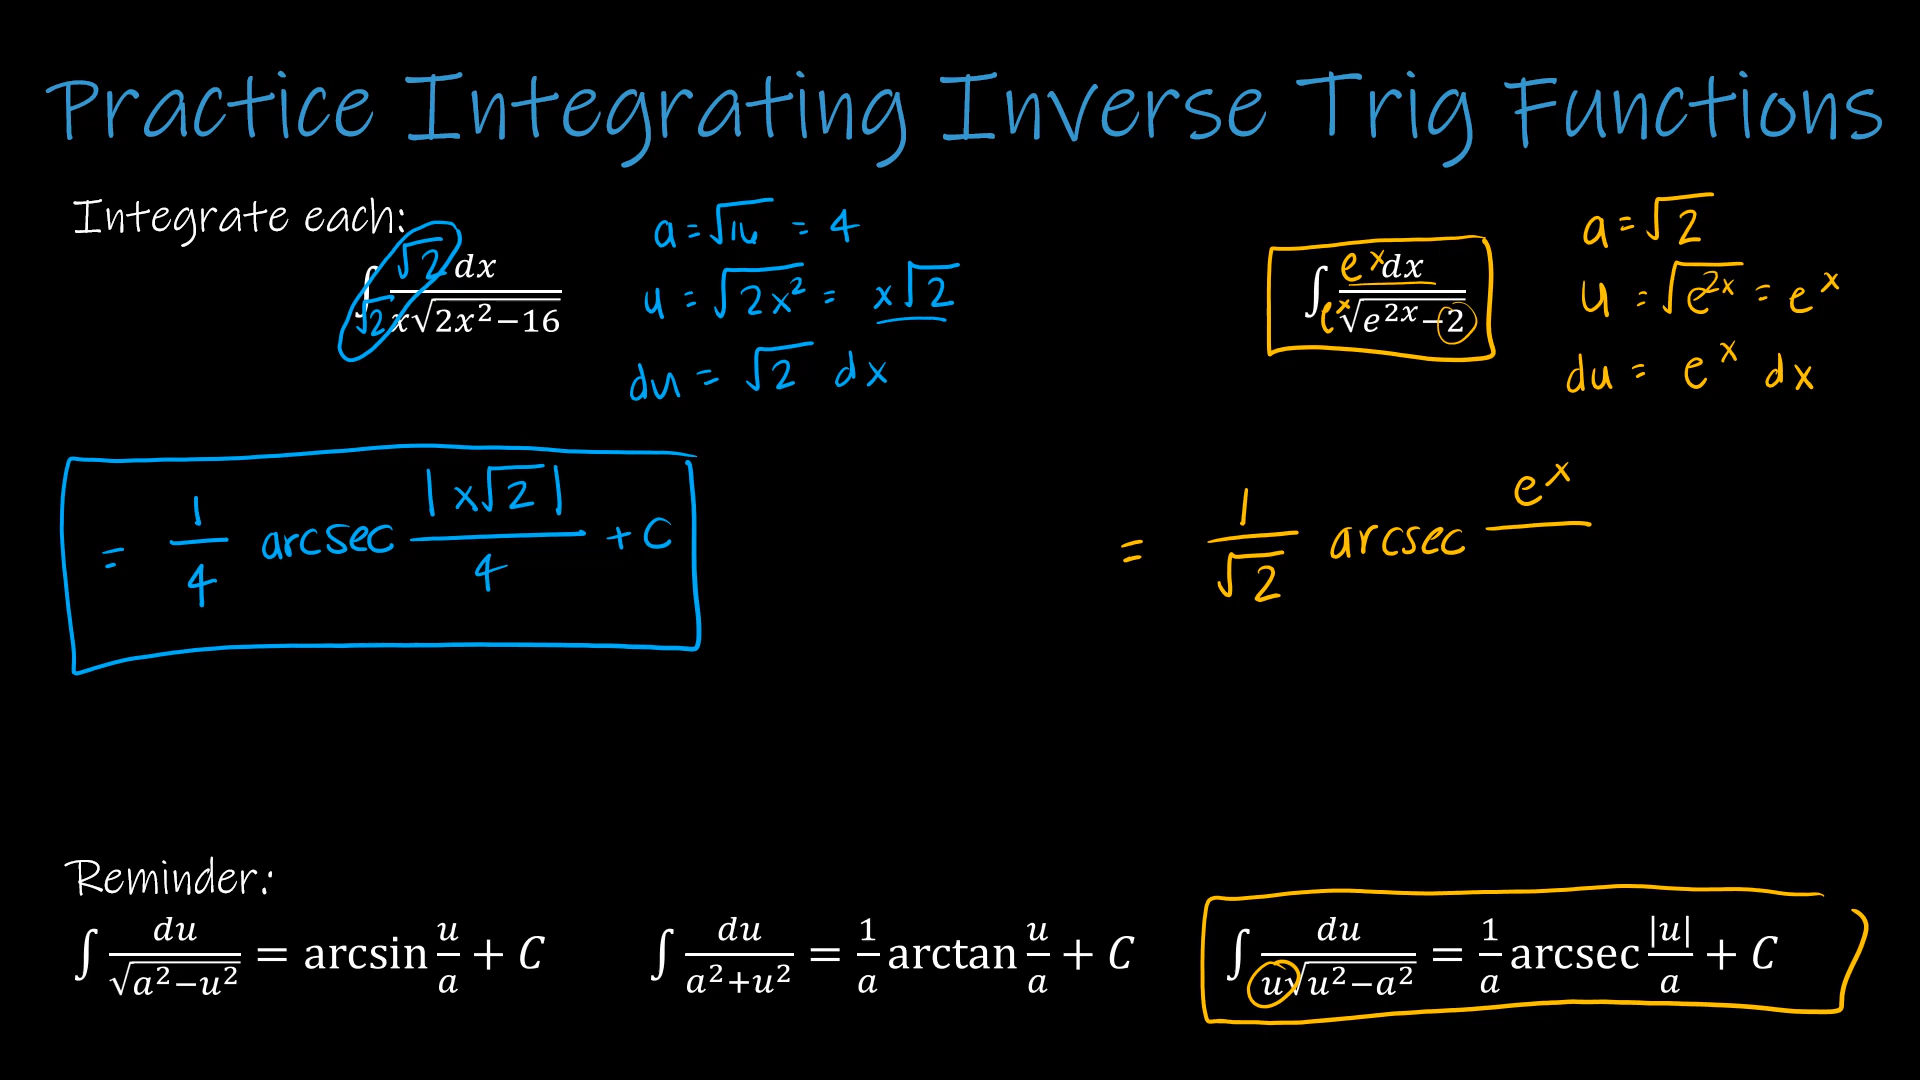 Practice Integrating Inverse Trig Functions
Integrate each:
∫ √2 dx / √2 x√(2x²−16)
a = √16 = 4
u = √(2x²) = x√2
du = √2 dx
= 1/4 arcsec |x√2|/4 + C
∫ eˣ dx / eˣ √(e²ˣ−2)
a = √2
u = √(e²ˣ) = eˣ
du = eˣ dx
= 1/√2 arcsec eˣ/
Reminder:
∫ du/√(a²−u²) = arcsin u/a + C
∫ du/(a²+u²) = 1/a arctan u/a + C
∫ du/(u√(u²−a²)) = 1/a arcsec |u|/a + C